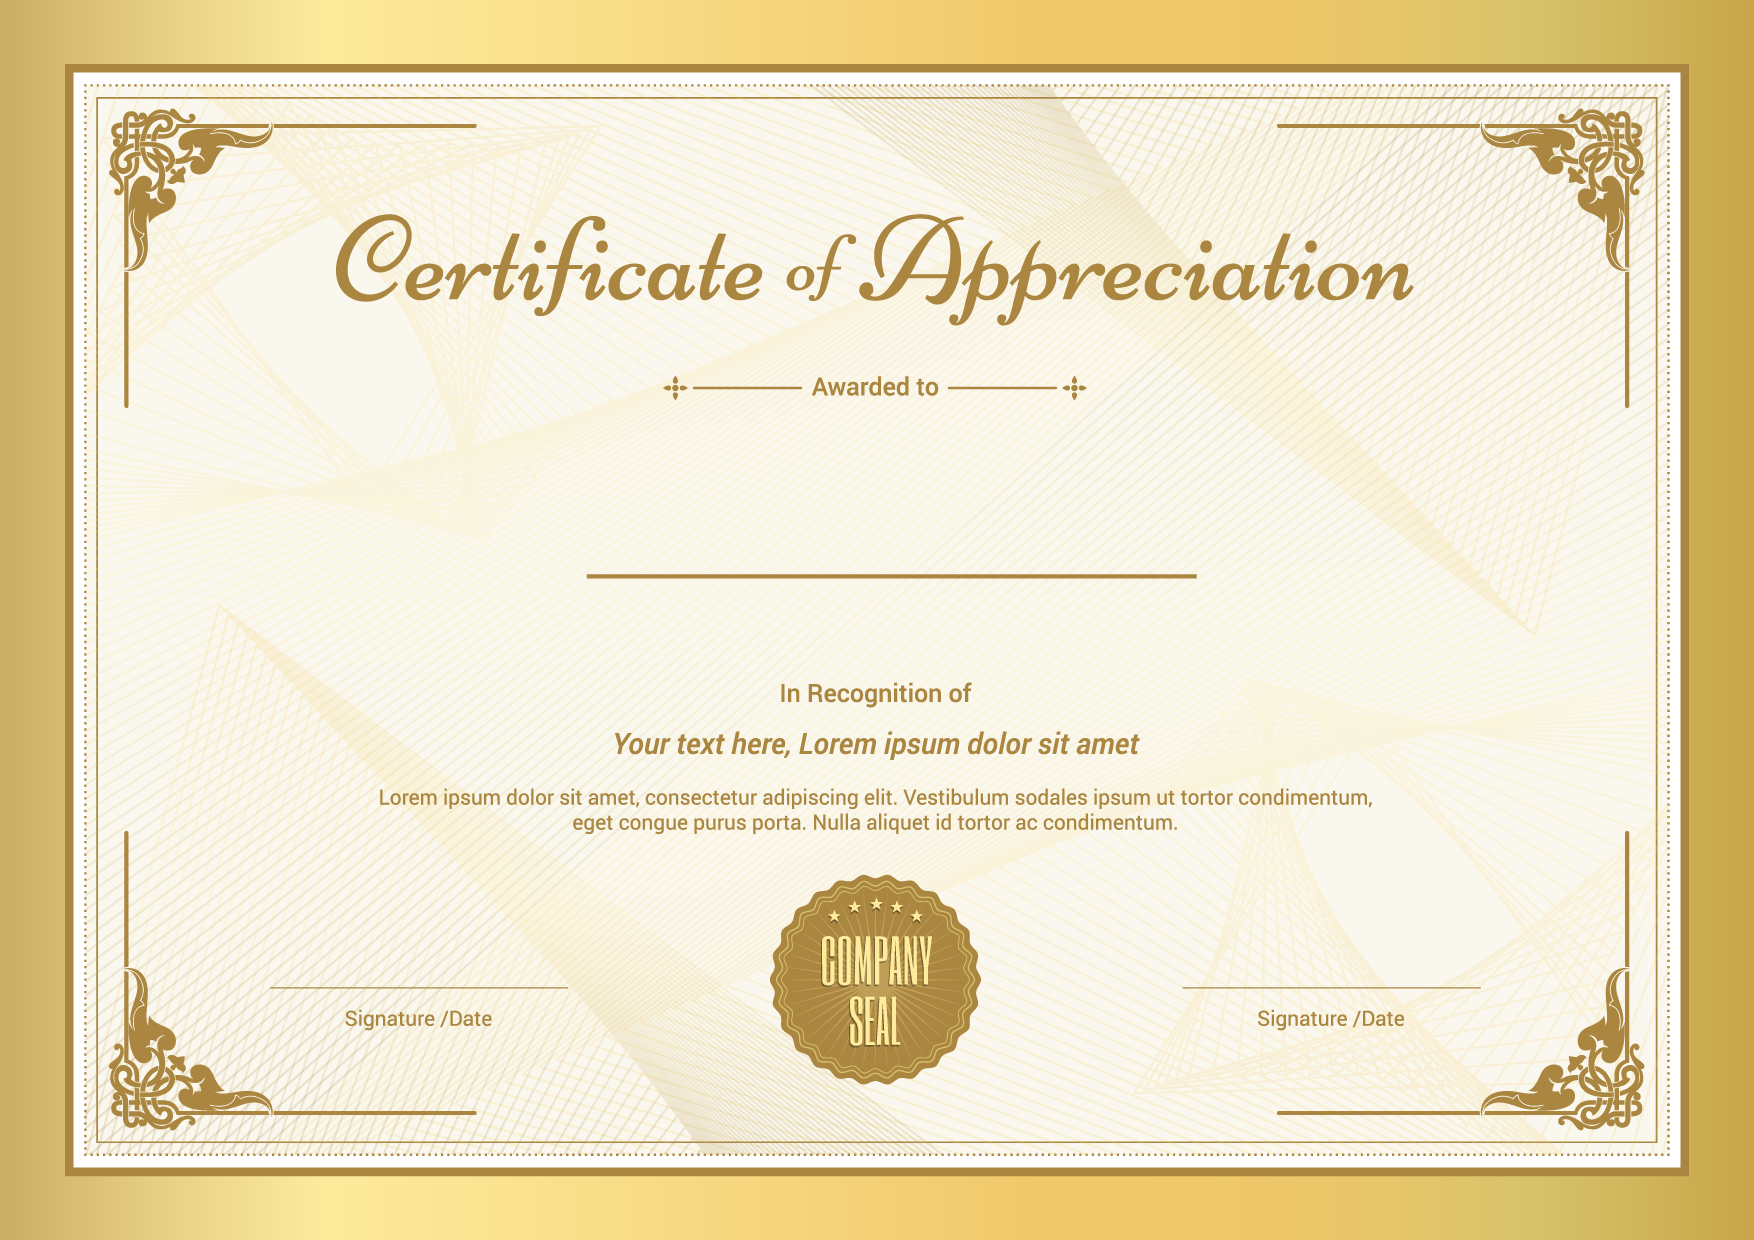 Certificate of Appreciation
Awarded to
In Recognition of
Your text here, Lorem ipsum dolor sit amet
Lorem ipsum dolor sit amet, consectetur adipiscing elit. Vestibulum sodales ipsum ut tortor condimentum,
eget congue purus porta. Nulla aliquet id tortor ac condimentum.
COMPANY
SEAL
Signature /Date
Signature /Date